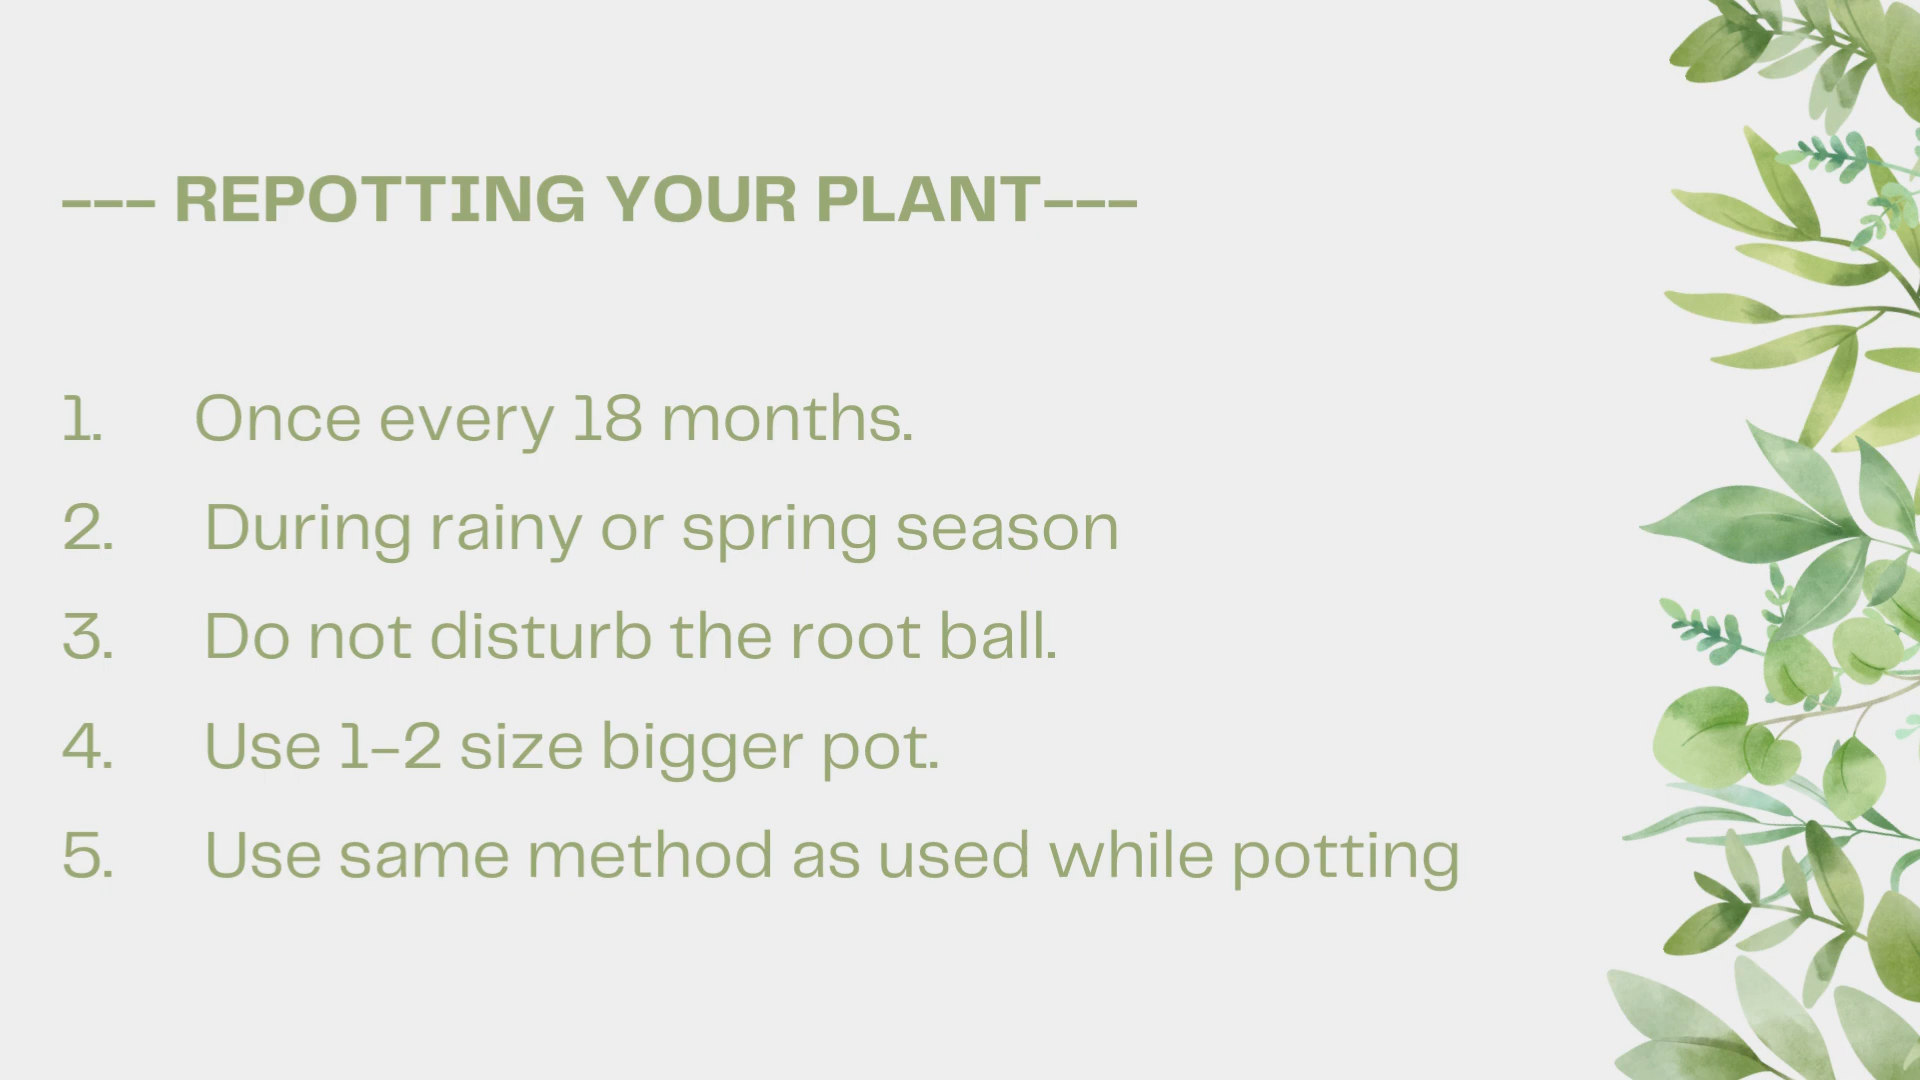 --- REPOTTING YOUR PLANT---
1. Once every 18 months.
2. During rainy or spring season
3. Do not disturb the root ball.
4. Use 1-2 size bigger pot.
5. Use same method as used while potting